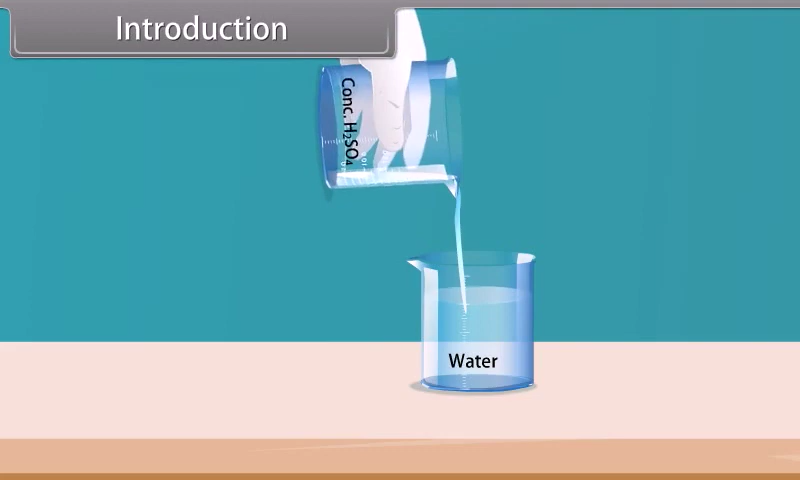 Introduction
Conc. H₂SO₄
Water